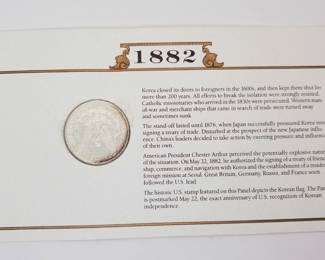 1882
Korea closed its doors to foreigners in the 1600s, and then kept them shut for
more than 200 years. All efforts to break the isolation were strongly resisted.
Catholic missionaries who arrived in the 1830s were persecuted. Western men-
of-war and merchant ships that came in search of trade were turned away
and sometimes sunk.
The stand-off lasted until 1876, when Japan successfully pressured Korea into
signing a treaty of trade. Disturbed at the prospect of the new Japanese influ-
ence, China's leaders decided to take action by exerting pressure and influence
of their own.
American President Chester Arthur perceived the potentially explosive nature
of the situation. On May 22, 1882, he authorized the signing of a treaty of friend-
ship, commerce, and navigation with Korea and the establishment of a resident
foreign mission at Seoul. Great Britain, Germany, Russia, and France soon
followed the U.S. lead.
The historic U.S. stamp featured on this Panel depicts the Korean flag. The Panel
is postmarked May 22, the exact anniversary of U.S. recognition of Korean
independence.